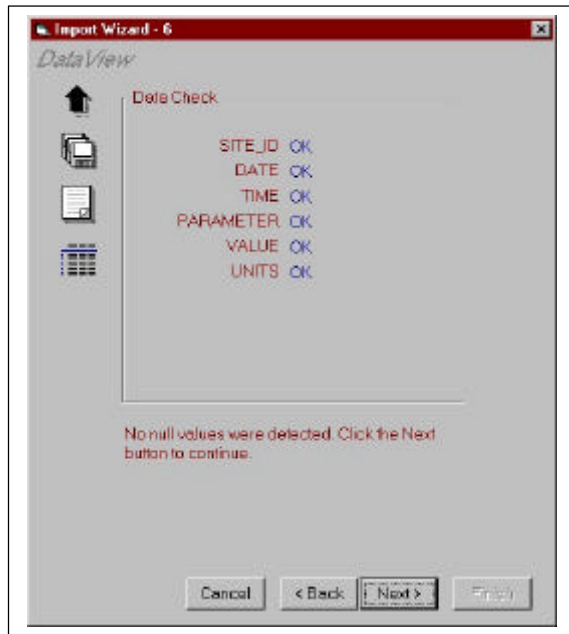 Import Wizard - 6
DataView
Data Check
SITE_ID OK
DATE OK
TIME OK
PARAMETER OK
VALUE OK
UNITS OK
No null values were detected. Click the Next
button to continue.
Cancel
< Back
Next >
Finish